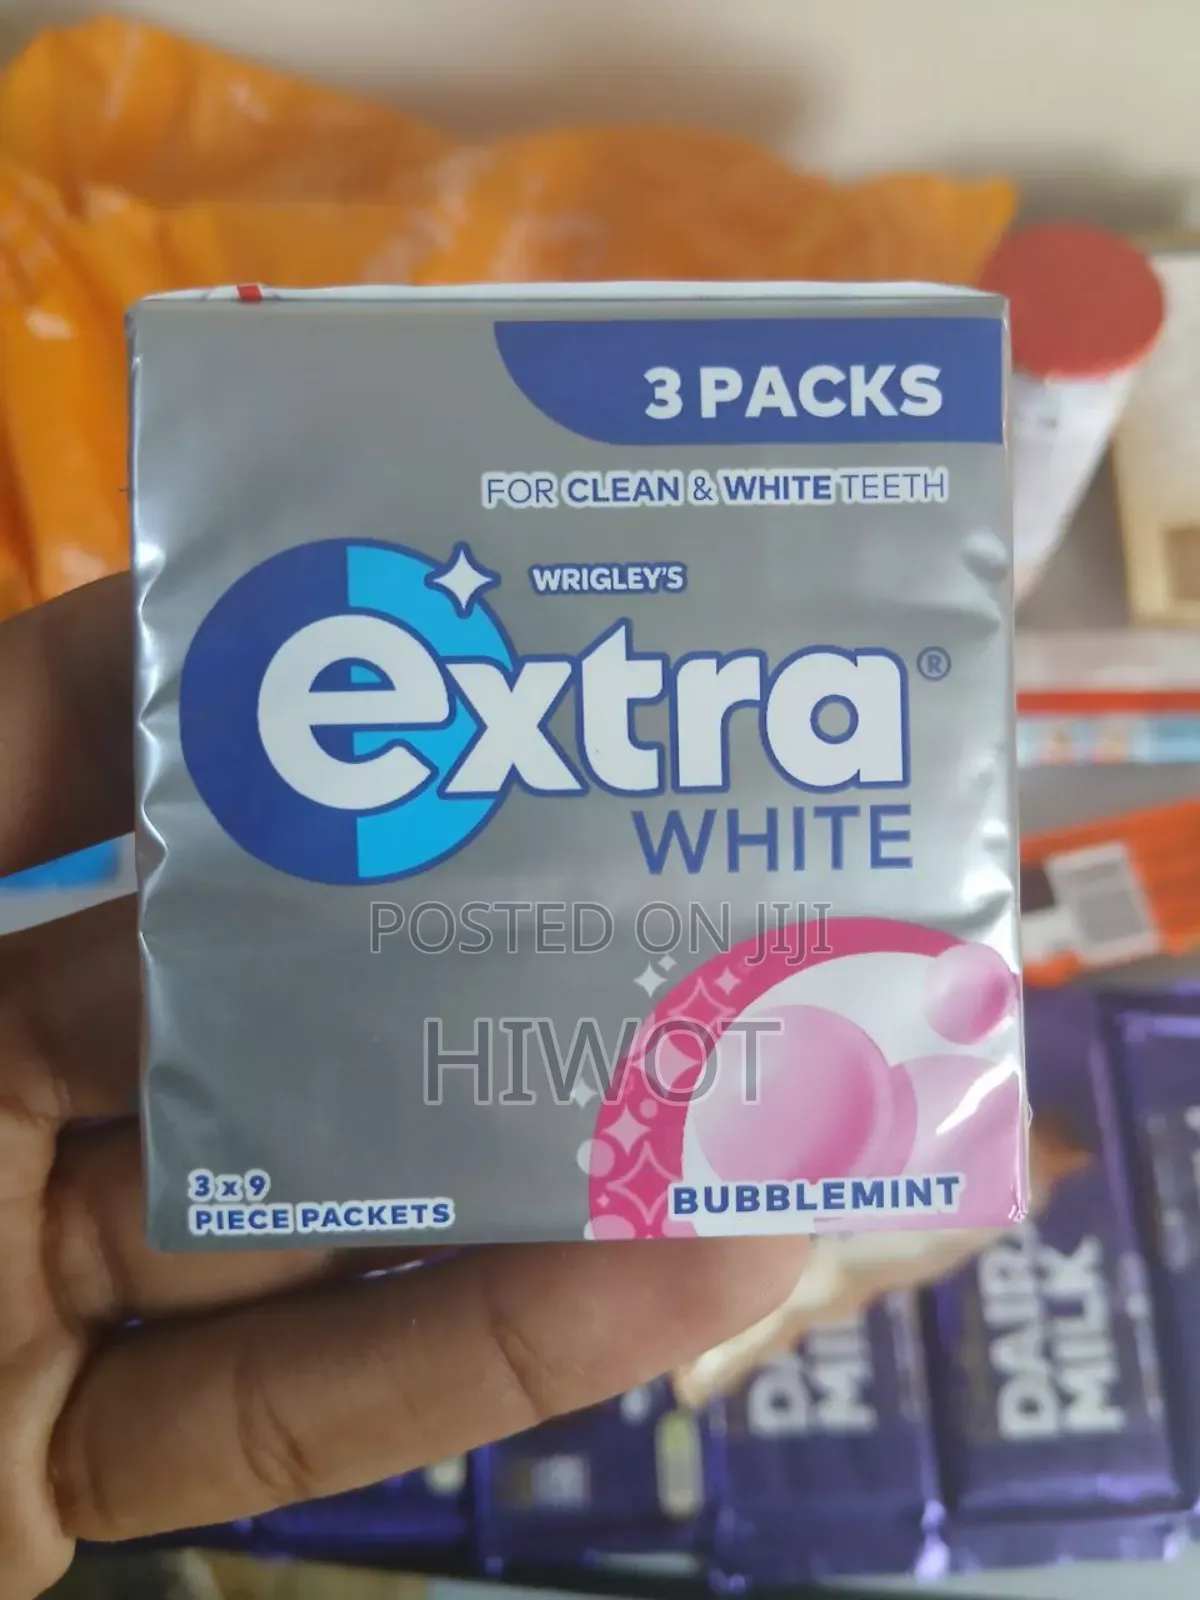 3 PACKS
FOR CLEAN & WHITE TEETH
WRIGLEY'S
extra®
WHITE
POSTED ON JIJI
HIWOT
3 x 9
PIECE PACKETS
BUBBLEMINT
DAIRY
MILK
MILK